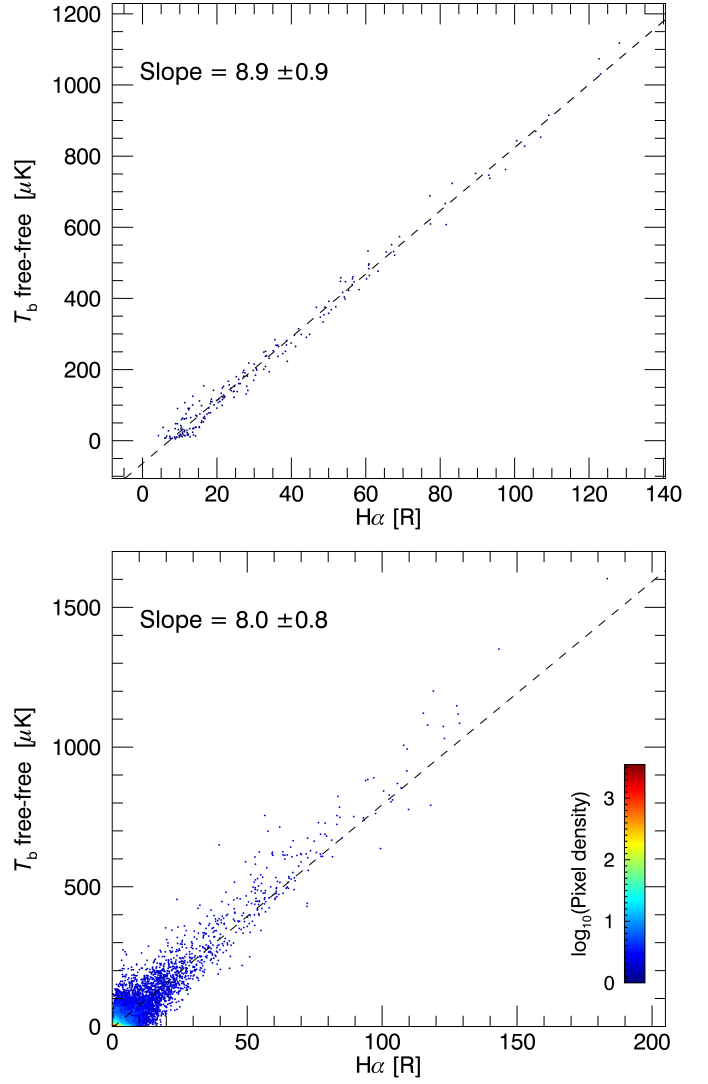 1200
1000
800
600
400
200
0
T_b free-free [μK]
Slope = 8.9 ±0.9
0 20 40 60 80 100 120 140
Hα [R]
1500
1000
500
0
T_b free-free [μK]
Slope = 8.0 ±0.8
log₁₀(Pixel density)
3
2
1
0
0 50 100 150 200
Hα [R]